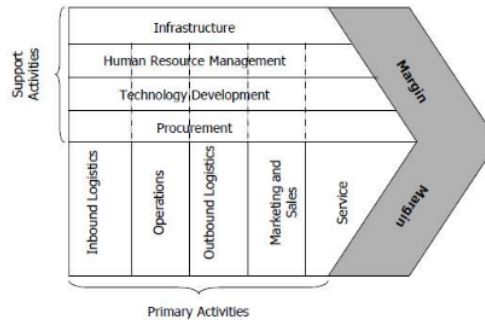 Infrastructure
Human Resource Management
Technology Development
Procurement
Support
Activities
Margin
Inbound Logistics
Operations
Outbound Logistics
Marketing and
Sales
Service
Margin
Primary Activities